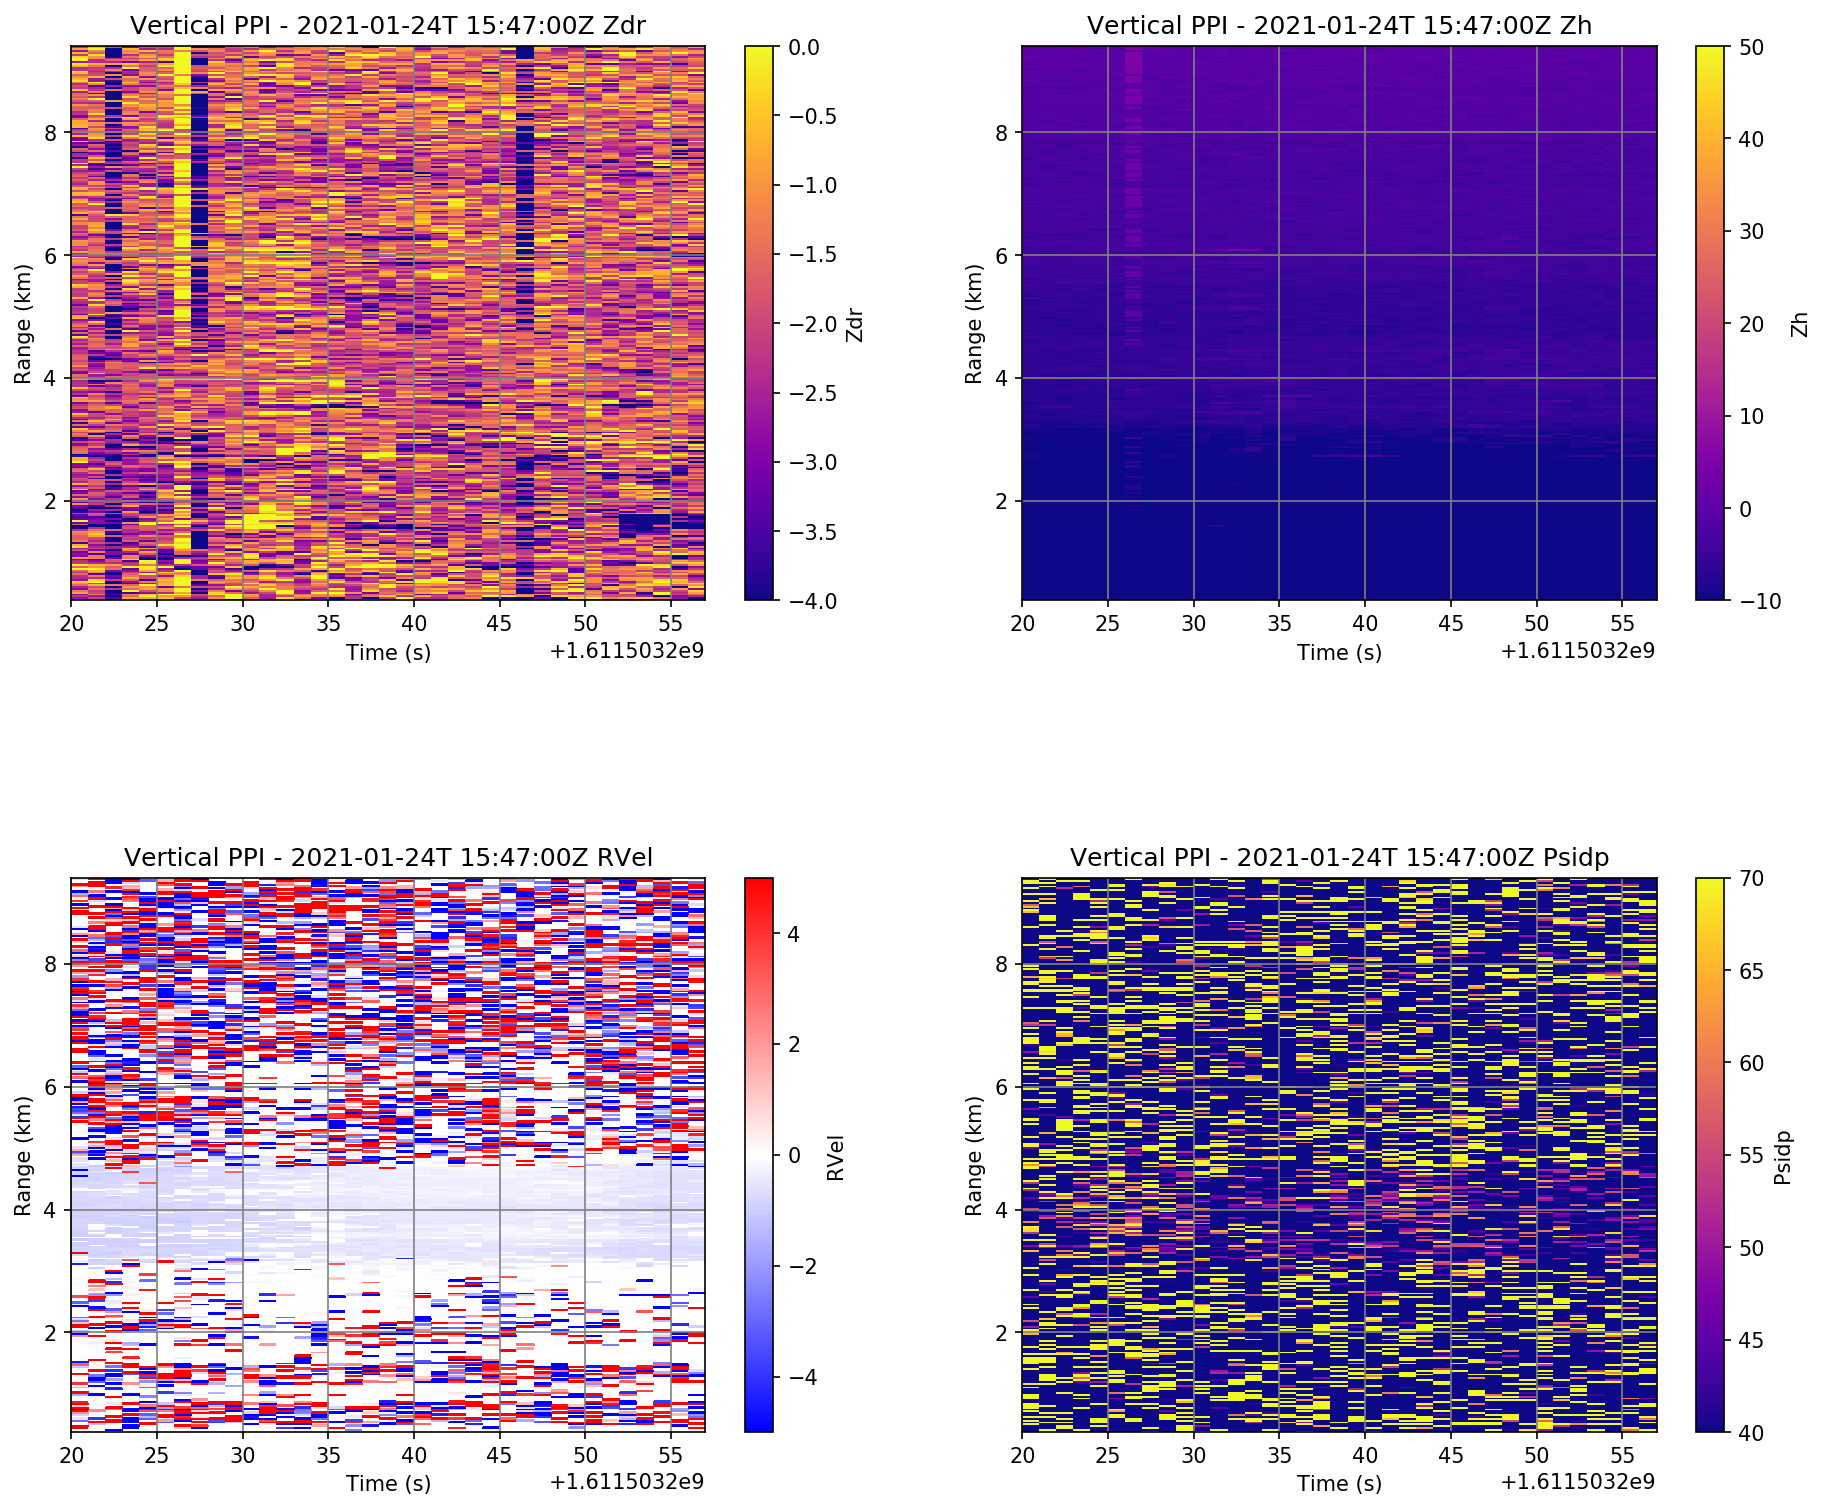 Vertical PPI - 2021-01-24T 15:47:00Z Zdr
Range (km)
8
6
4
2
20 25 30 35 40 45 50 55
Time (s)
+1.6115032e9
0.0
−0.5
−1.0
−1.5
−2.0
−2.5
−3.0
−3.5
−4.0
Zdr
Vertical PPI - 2021-01-24T 15:47:00Z Zh
Range (km)
8
6
4
2
20 25 30 35 40 45 50 55
Time (s)
+1.6115032e9
50
40
30
20
10
0
−10
Zh
Vertical PPI - 2021-01-24T 15:47:00Z RVel
Range (km)
8
6
4
2
20 25 30 35 40 45 50 55
Time (s)
+1.6115032e9
4
2
0
−2
−4
RVel
Vertical PPI - 2021-01-24T 15:47:00Z Psidp
Range (km)
8
6
4
2
20 25 30 35 40 45 50 55
Time (s)
+1.6115032e9
70
65
60
55
50
45
40
Psidp